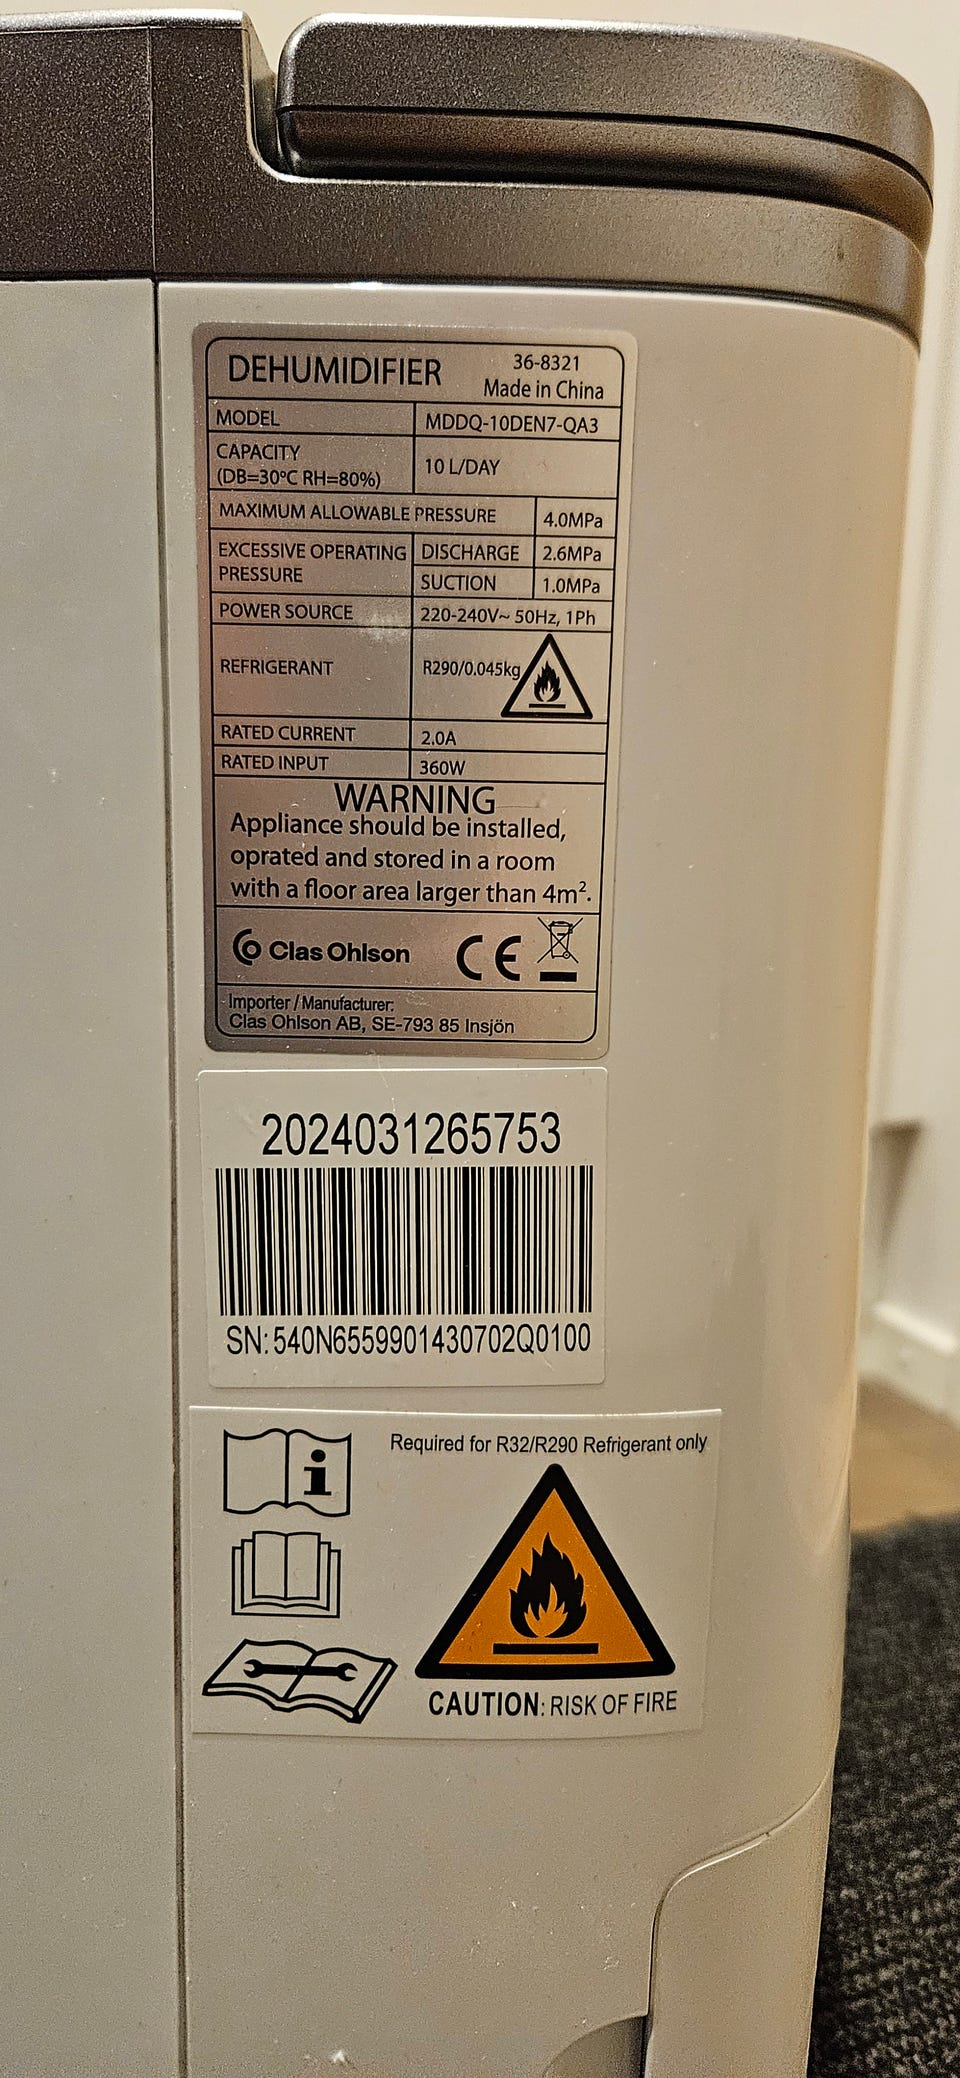 DEHUMIDIFIER
36-8321
Made in China
MODEL MDDQ-10DEN7-QA3
CAPACITY
(DB=30ºC RH=80%) 10 L/DAY
MAXIMUM ALLOWABLE PRESSURE 4.0MPa
EXCESSIVE OPERATING
PRESSURE
DISCHARGE 2.6MPa
SUCTION 1.0MPa
POWER SOURCE 220-240V~ 50Hz, 1Ph
REFRIGERANT R290/0.045kg
RATED CURRENT 2.0A
RATED INPUT 360W
WARNING
Appliance should be installed,
oprated and stored in a room
with a floor area larger than 4m².
Clas Ohlson CE
Importer / Manufacturer:
Clas Ohlson AB, SE-793 85 Insjön
2024031265753
SN: 540N6559901430702Q0100
i
Required for R32/R290 Refrigerant only
CAUTION: RISK OF FIRE